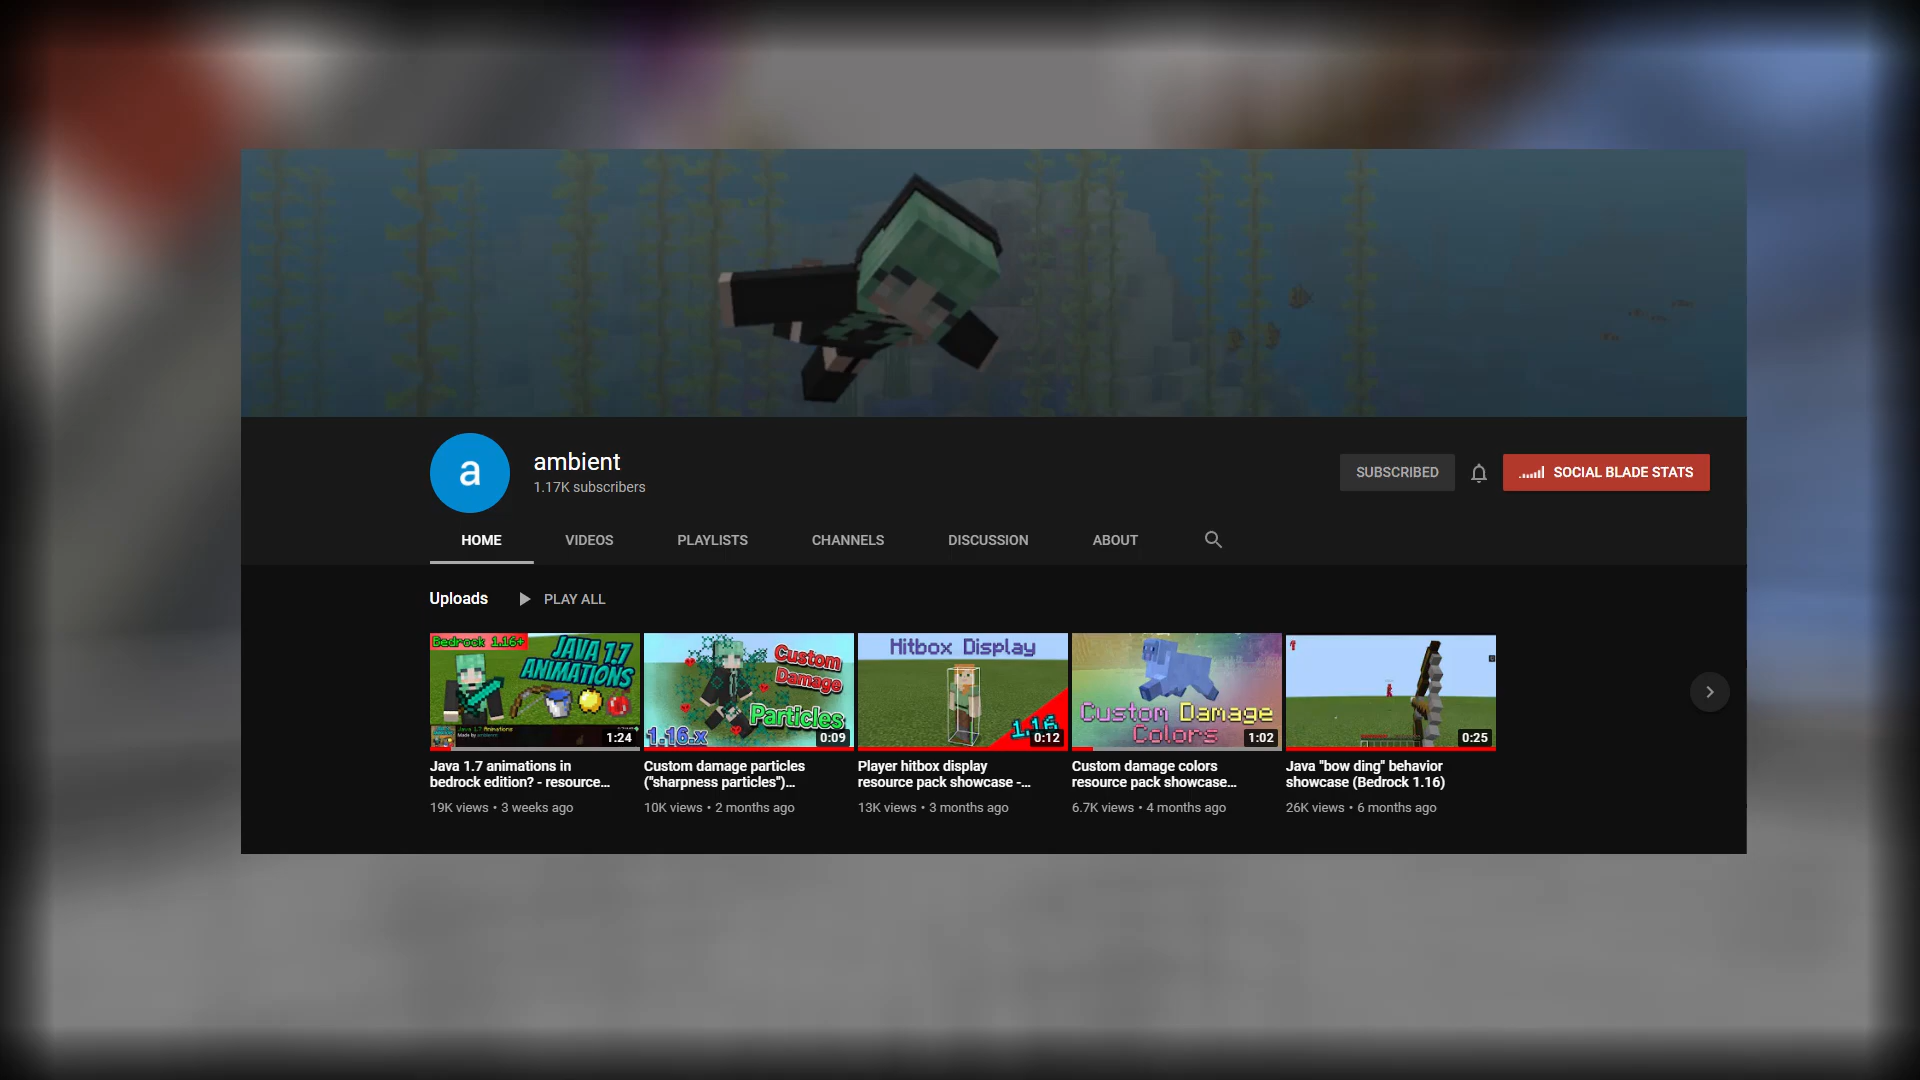 a
ambient
1.17K subscribers
SUBSCRIBED
SOCIAL BLADE STATS
HOME VIDEOS PLAYLISTS CHANNELS DISCUSSION ABOUT
Uploads
PLAY ALL
Bedrock 1.16+
JAVA 1.7
ANIMATIONS
Java 1.7 Animations
1:24
Java 1.7 animations in
bedrock edition? - resource...
19K views • 3 weeks ago
Custom
Damage
Particles
1.16.x
0:09
Custom damage particles
("sharpness particles")...
10K views • 2 months ago
Hitbox Display
1.16
0:12
Player hitbox display
resource pack showcase -...
13K views • 3 months ago
Custom Damage
Colors
1:02
Custom damage colors
resource pack showcase...
6.7K views • 4 months ago
0:25
Java "bow ding" behavior
showcase (Bedrock 1.16)
26K views • 6 months ago